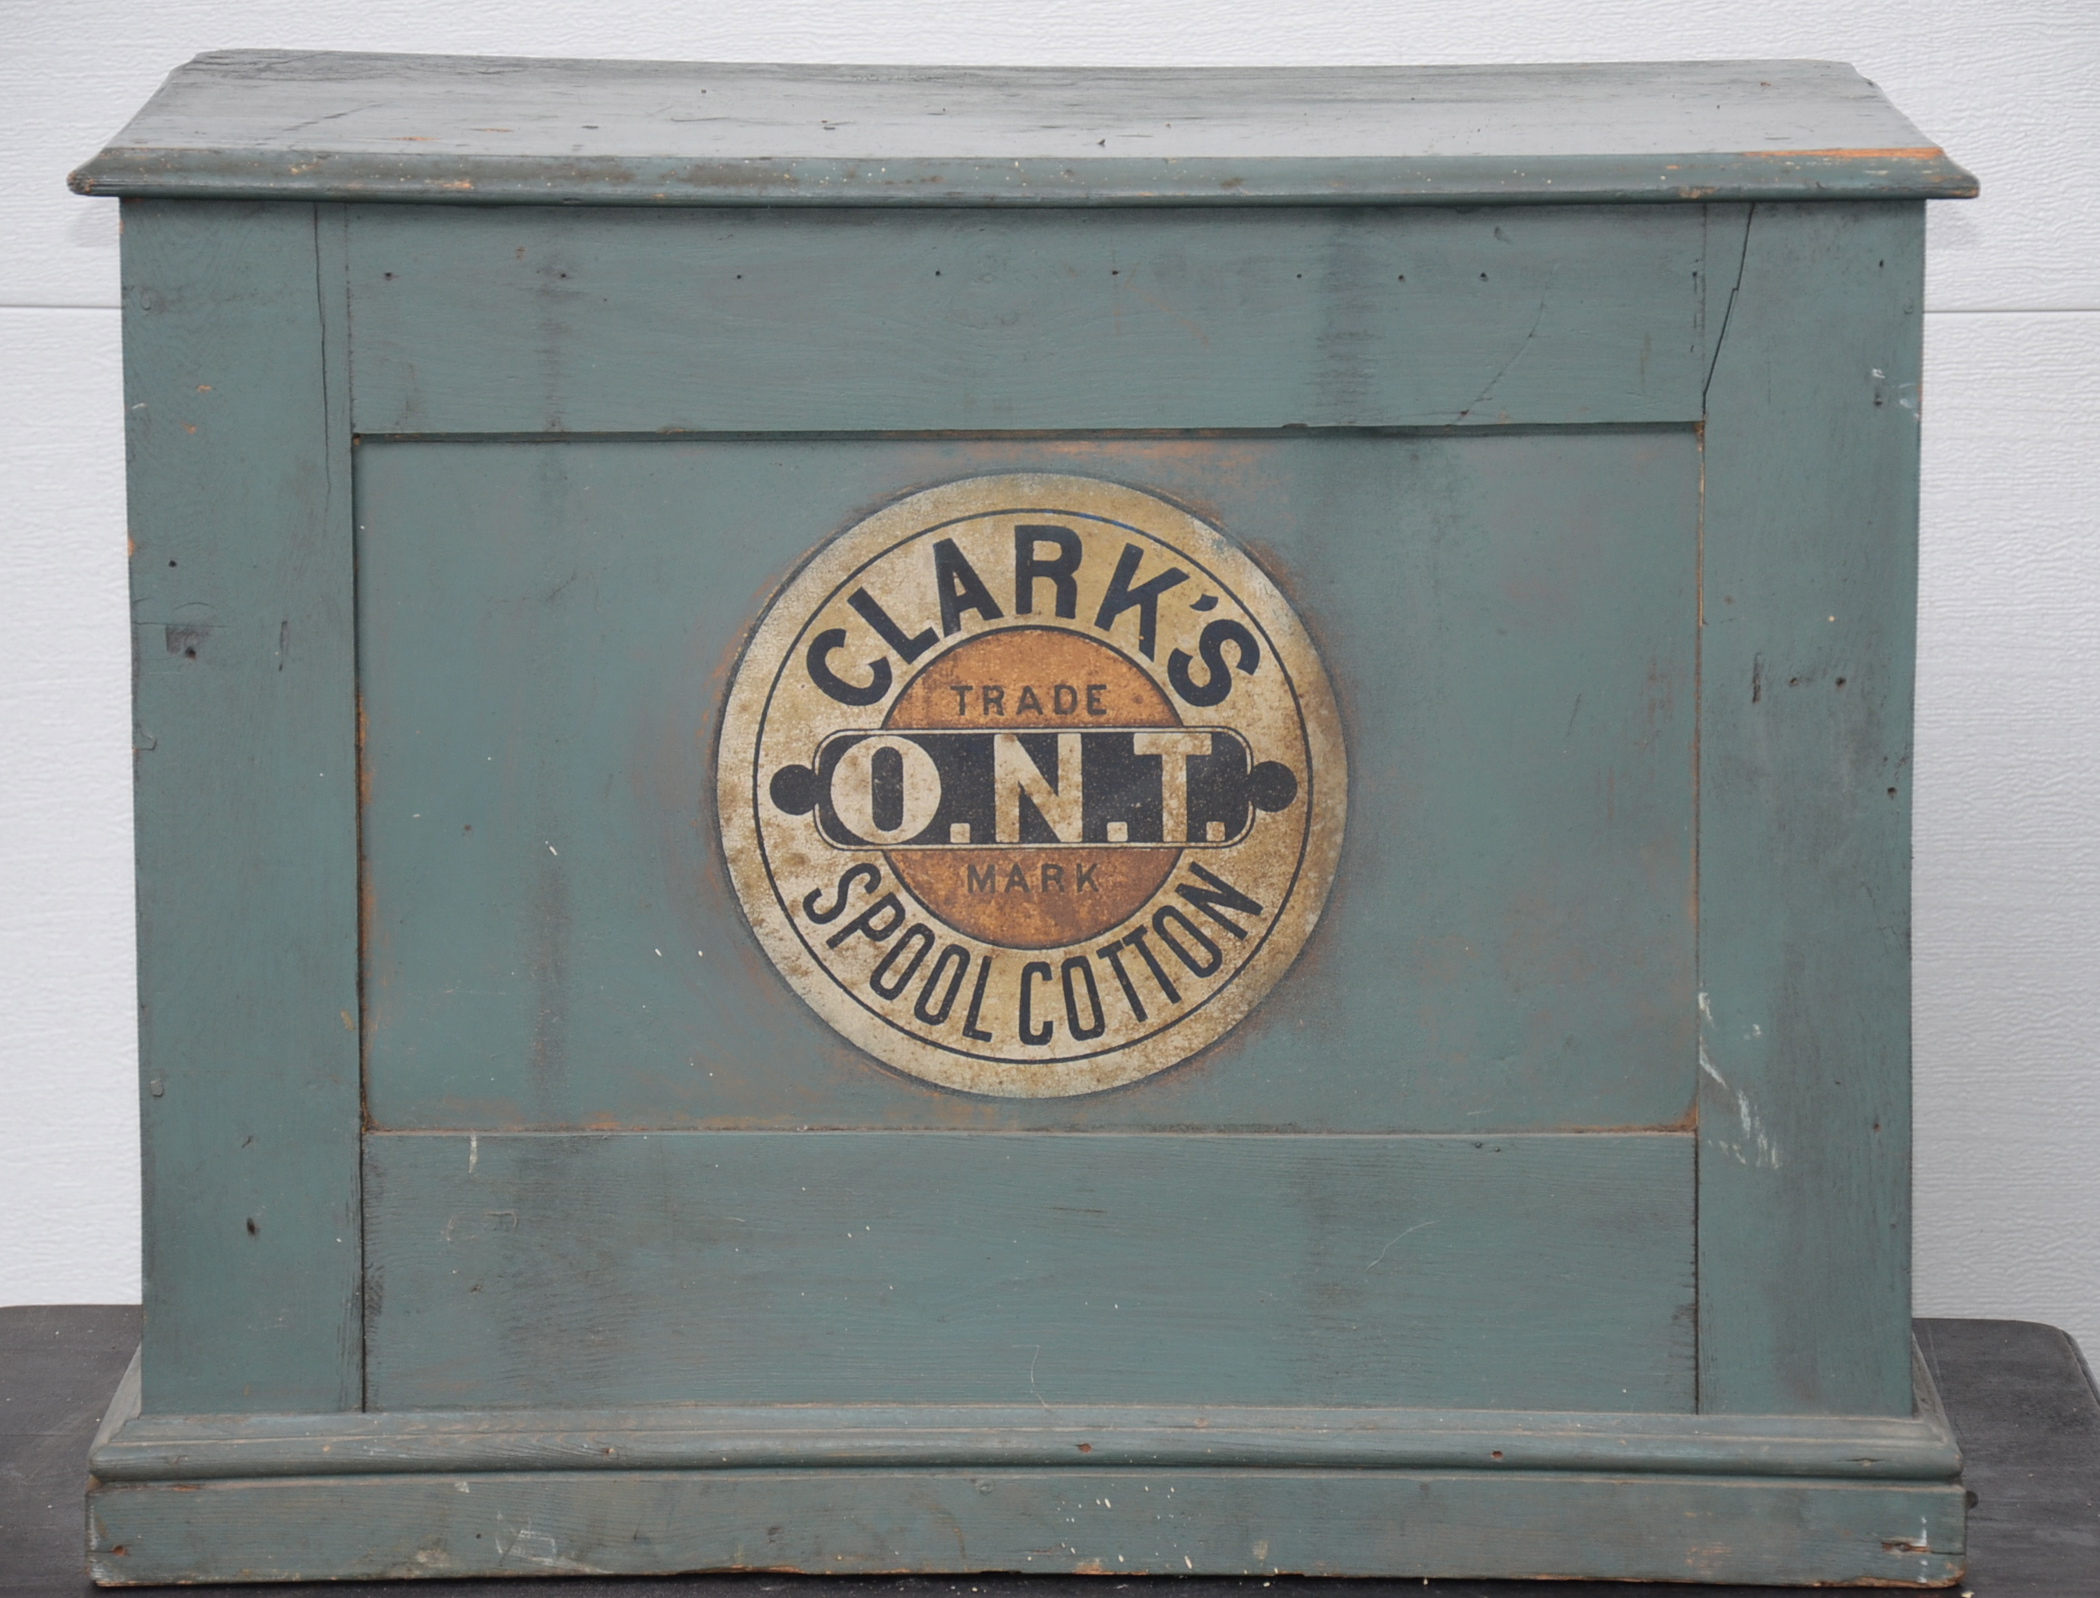 CLARK'S
TRADE
O.N.T.
MARK
SPOOL COTTON